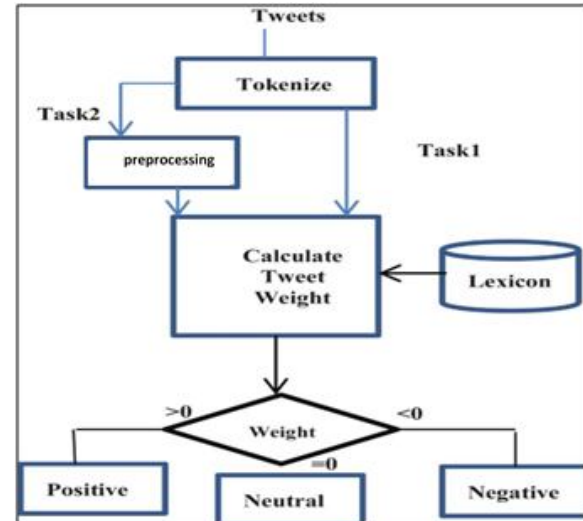 Tweets
Tokenize
Task2
preprocessing
Task1
Calculate
Tweet
Weight
Lexicon
>0
<0
Weight
=0
Positive
Neutral
Negative